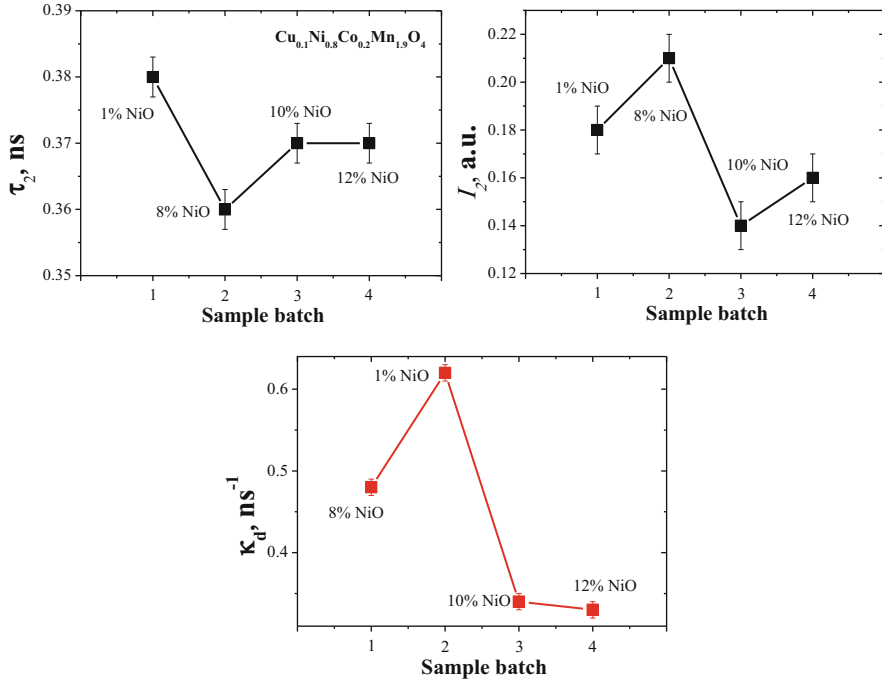 0.39
0.38
0.37
0.36
0.35
τ₂, ns
Cu₀.₁Ni₀.₈Co₀.₂Mn₁.₉O₄
1% NiO
8% NiO
10% NiO
12% NiO
1 2 3 4
Sample batch
0.22
0.20
0.18
0.16
0.14
0.12
I₂, a.u.
1% NiO
8% NiO
10% NiO
12% NiO
1 2 3 4
Sample batch
0.6
0.5
0.4
κ_d, ns⁻¹
1% NiO
8% NiO
10% NiO
12% NiO
1 2 3 4
Sample batch